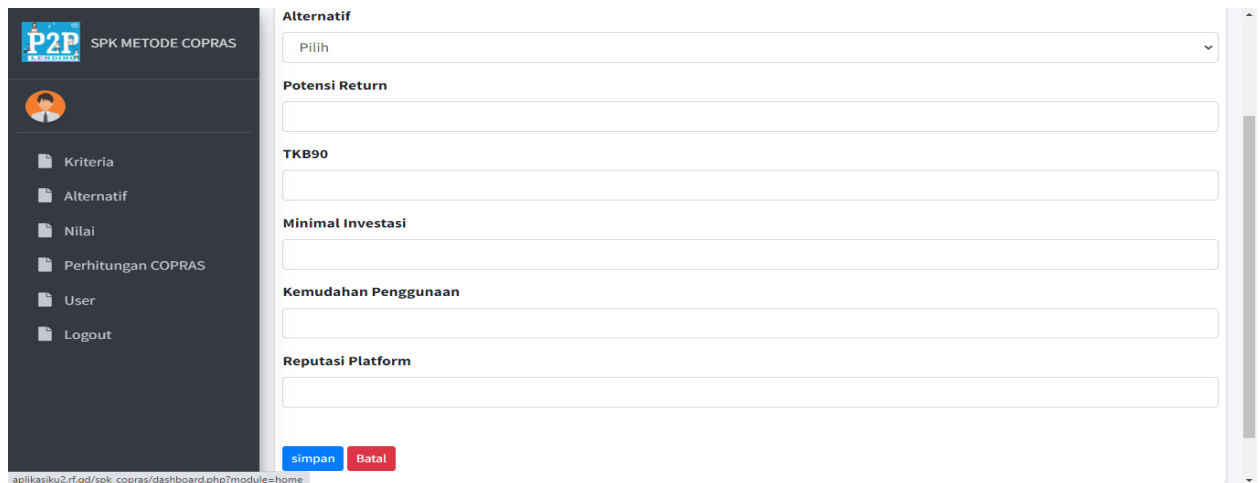 P2P
LENDING
SPK METODE COPRAS
Kriteria
Alternatif
Nilai
Perhitungan COPRAS
User
Logout
Alternatif
Pilih
Potensi Return
TKB90
Minimal Investasi
Kemudahan Penggunaan
Reputasi Platform
simpan Batal
aplikasiku2.rf.gd/spk_copras/dashboard.php?module=home